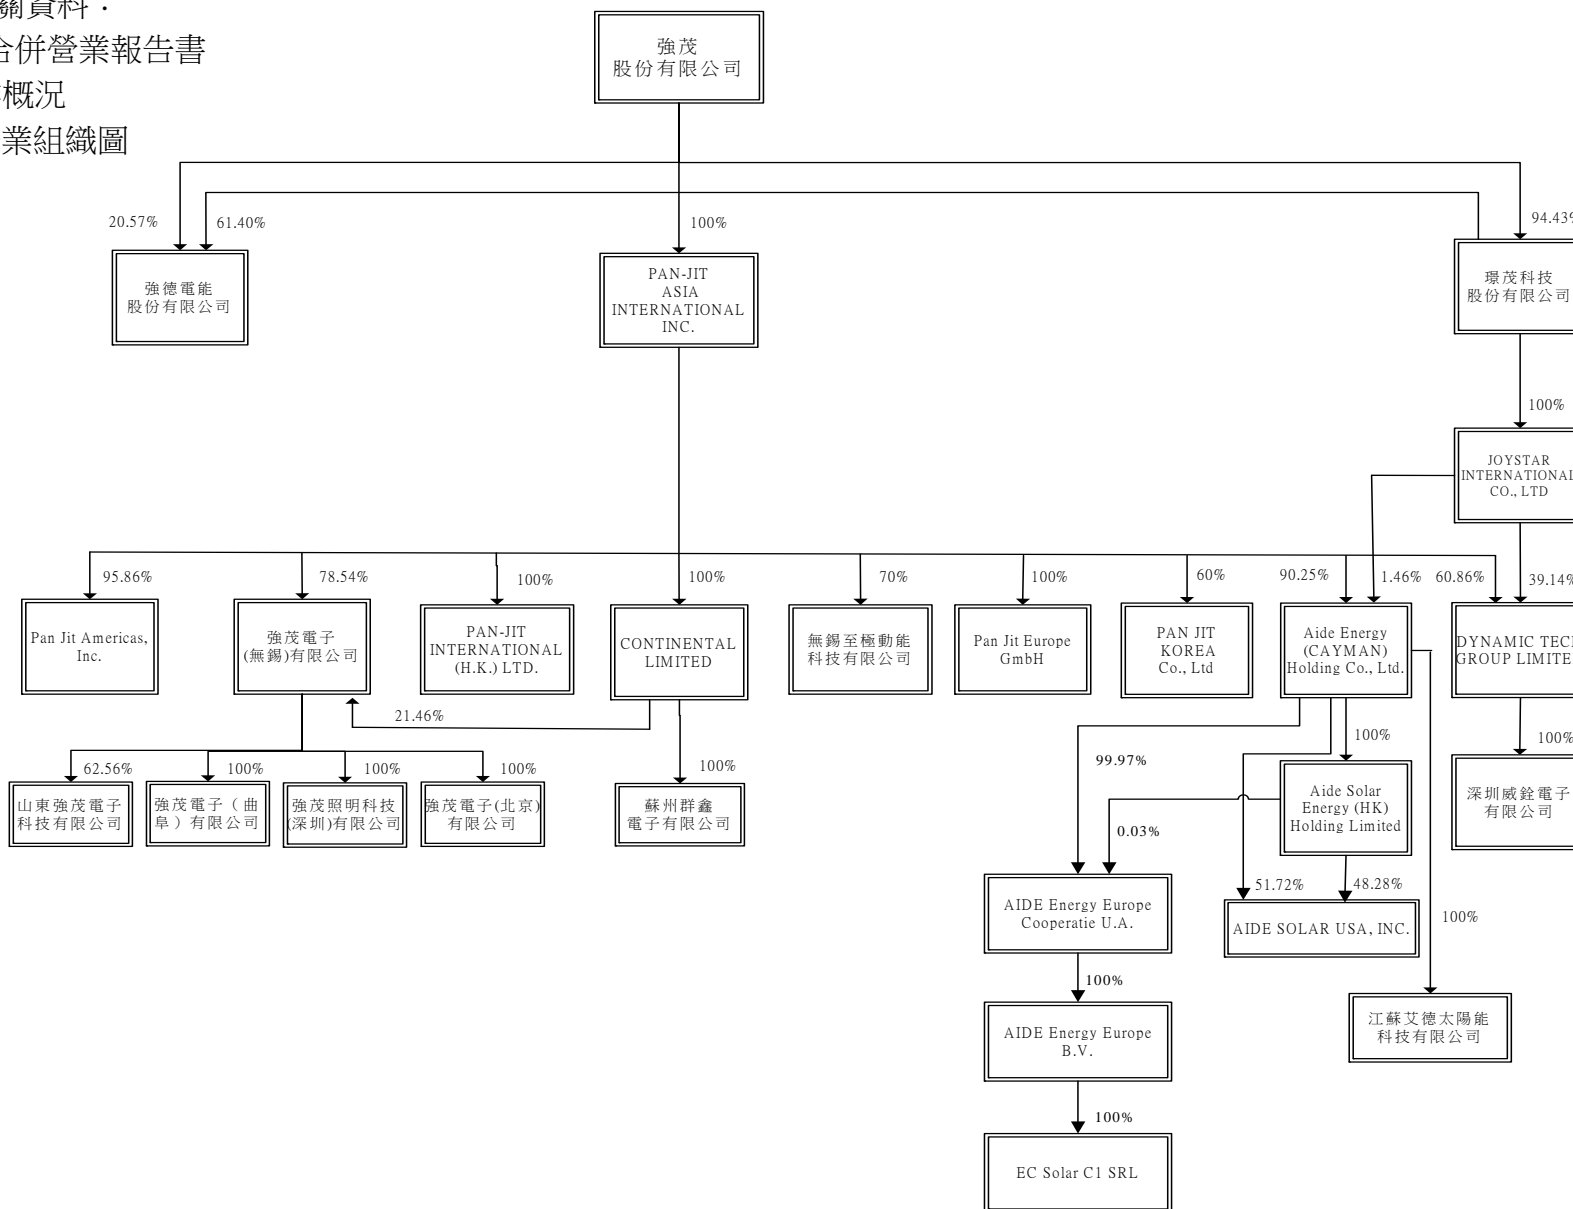 關資料：
合併營業報告書
概況
業組織圖
強茂
股份有限公司
20.57%
61.40%
100%
94.43%
強德電能
股份有限公司
PAN-JIT
ASIA
INTERNATIONAL
INC.
璟茂科技
股份有限公司
100%
JOYSTAR
INTERNATIONAL
CO., LTD
95.86%
78.54%
100%
100%
70%
100%
60%
90.25%
1.46%
60.86%
39.14%
Pan Jit Americas,
Inc.
強茂電子
(無錫)有限公司
PAN-JIT
INTERNATIONAL
(H.K.) LTD.
CONTINENTAL
LIMITED
無錫至極動能
科技有限公司
Pan Jit Europe
GmbH
PAN JIT
KOREA
Co., Ltd
Aide Energy
(CAYMAN)
Holding Co., Ltd.
DYNAMIC TECH
GROUP LIMITE
21.46%
62.56%
100%
100%
100%
100%
99.97%
100%
100%
山東強茂電子
科技有限公司
強茂電子（曲
阜）有限公司
強茂照明科技
(深圳)有限公司
強茂電子(北京)
有限公司
蘇州群鑫
電子有限公司
Aide Solar
Energy (HK)
Holding Limited
深圳威銓電子
有限公司
0.03%
51.72%
48.28%
100%
AIDE Energy Europe
Cooperatie U.A.
AIDE SOLAR USA, INC.
100%
江蘇艾德太陽能
科技有限公司
AIDE Energy Europe
B.V.
100%
EC Solar C1 SRL